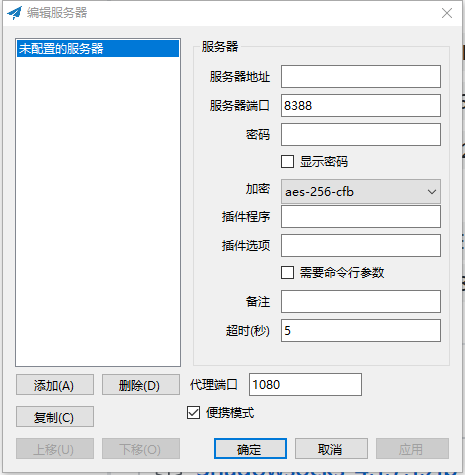 编辑服务器
未配置的服务器
服务器
服务器地址
服务器端口 8388
密码
显示密码
加密 aes-256-cfb
插件程序
插件选项
需要命令行参数
备注
超时(秒) 5
添加(A) 删除(D) 代理端口 1080
复制(C) 便携模式
上移(U) 下移(O) 确定 取消 应用